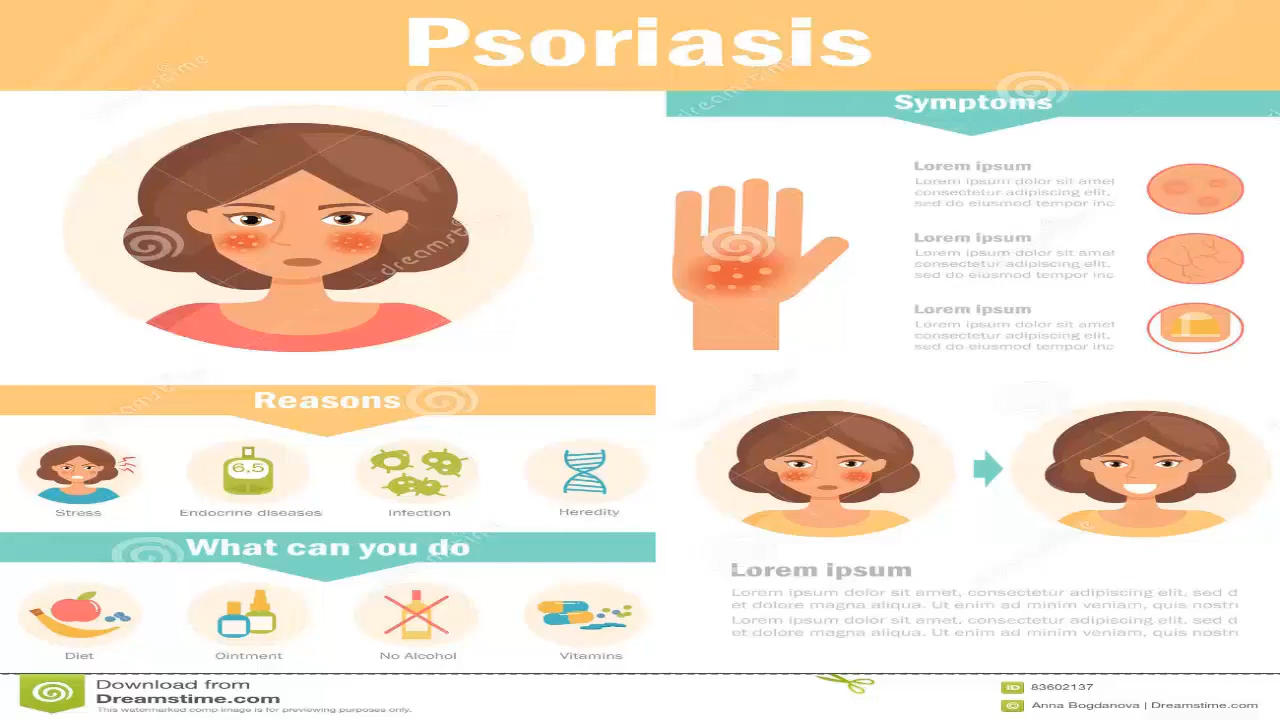 Psoriasis
Symptoms
Lorem ipsum
Lorem ipsum dolor sit amet
consectetur adipiscing elit,
sed do eiusmod tempor inc
Lorem ipsum
Lorem ipsum dolor sit amet
consectetur adipiscing elit,
sed do eiusmod tempor inc
Lorem ipsum
Lorem ipsum dolor sit amet
consectetur adipiscing elit,
sed do eiusmod tempor inc
Reasons
6,5
Stress
Endocrine diseases
Infection
Heredity
What can you do
Diet
Ointment
No Alcohol
Vitamins
Lorem ipsum
Lorem ipsum dolor sit amet, consectetur adipiscing elit, sed d
et dolore magna aliqua. Ut enim ad minim veniam, quis nostri
Lorem ipsum dolor sit amet, consectetur adipiscing elit, sed d
et dolore magna aliqua. Ut enim ad minim veniam, quis nostri
dreamstime
Download from
Dreamstime.com
This watermarked comp image is for previewing purposes only.
ID 83602137
Anna Bogdanova | Dreamstime.com